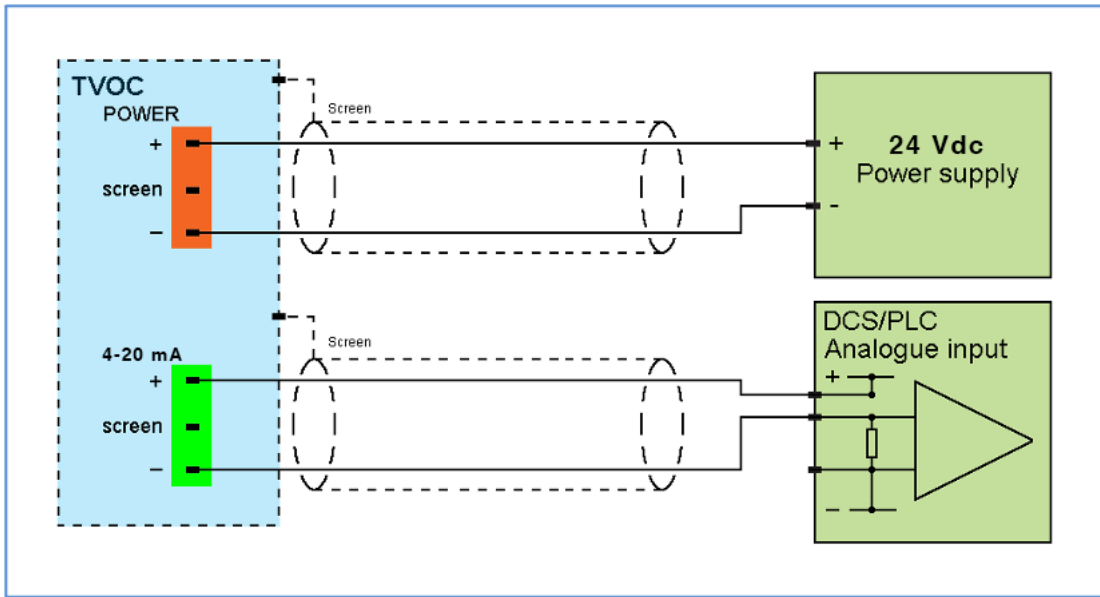 TVOC
POWER
+
screen
–
Screen
+
24 Vdc
Power supply
-
4-20 mA
+
screen
–
Screen
DCS/PLC
Analogue input
+
–